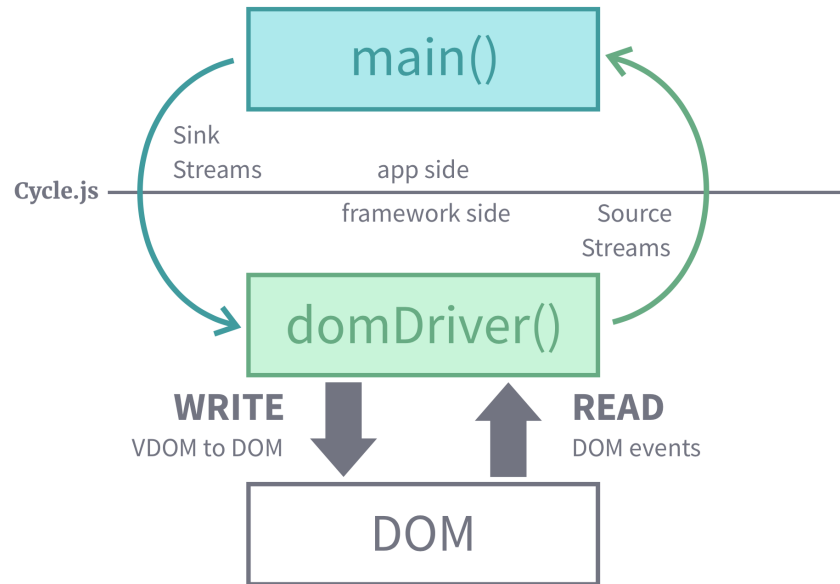 main()
Sink
Streams
app side
Cycle.js
framework side
Source
Streams
domDriver()
WRITE
VDOM to DOM
READ
DOM events
DOM